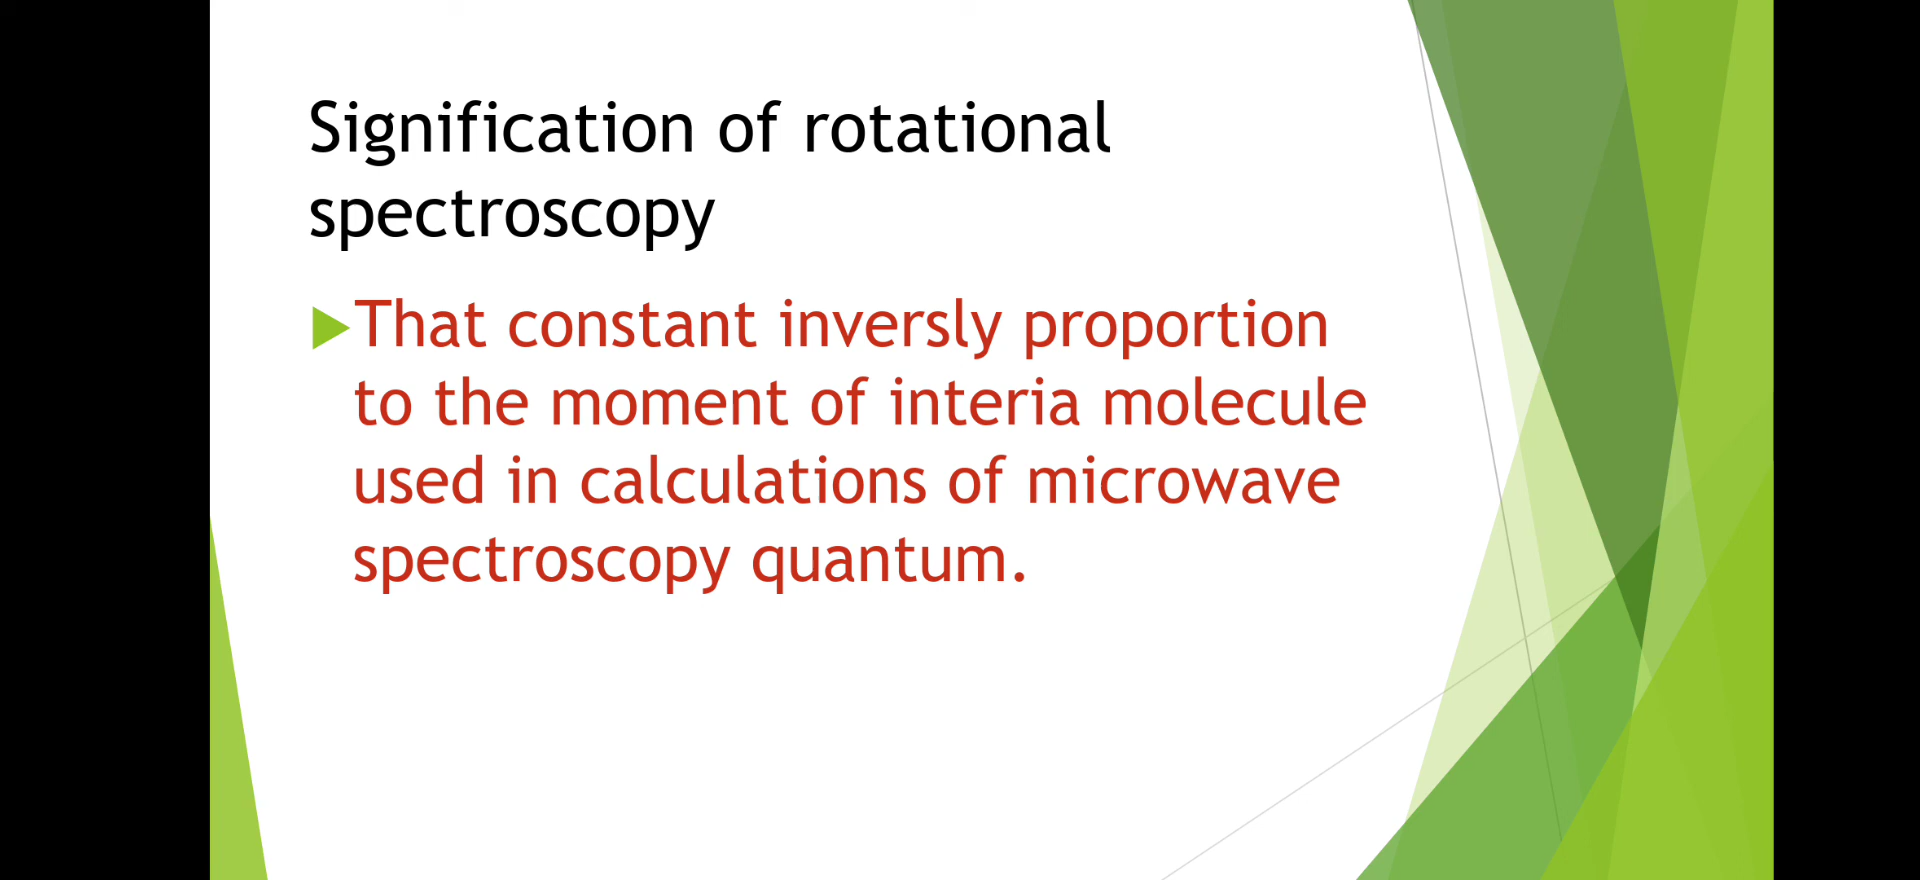 Signification of rotational
spectroscopy
That constant inversly proportion
to the moment of interia molecule
used in calculations of microwave
spectroscopy quantum.